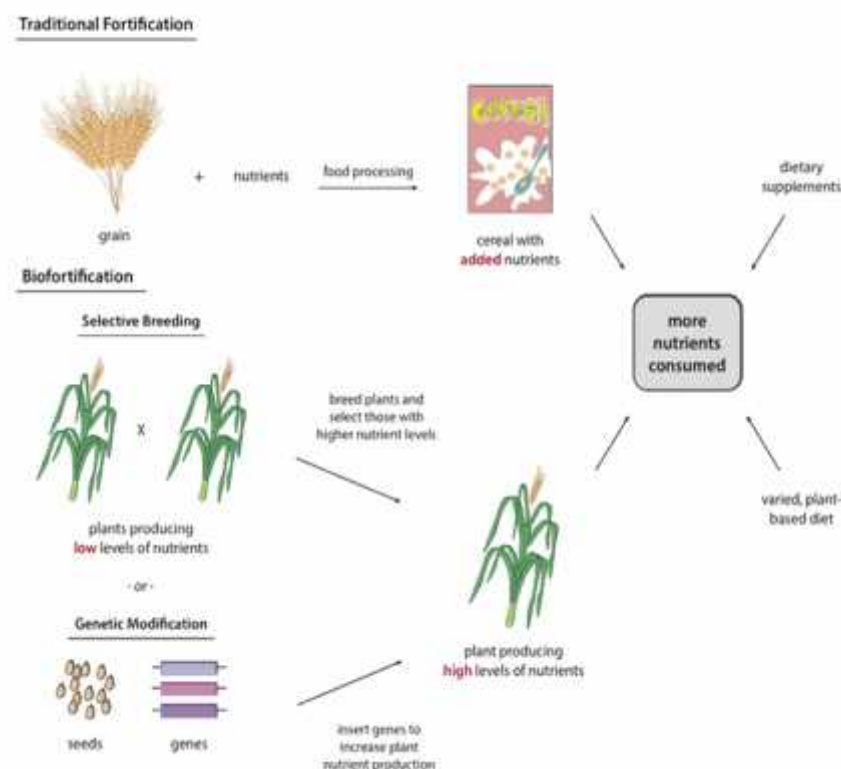 Traditional Fortification
grain
+
nutrients
food processing
cereal with
added nutrients
dietary
supplements
more
nutrients
consumed
varied, plant-
based diet
Biofortification
Selective Breeding
X
plants producing
low levels of nutrients
breed plants and
select those with
higher nutrient levels
- or -
Genetic Modification
seeds
genes
insert genes to
increase plant
nutrient production
plant producing
high levels of nutrients